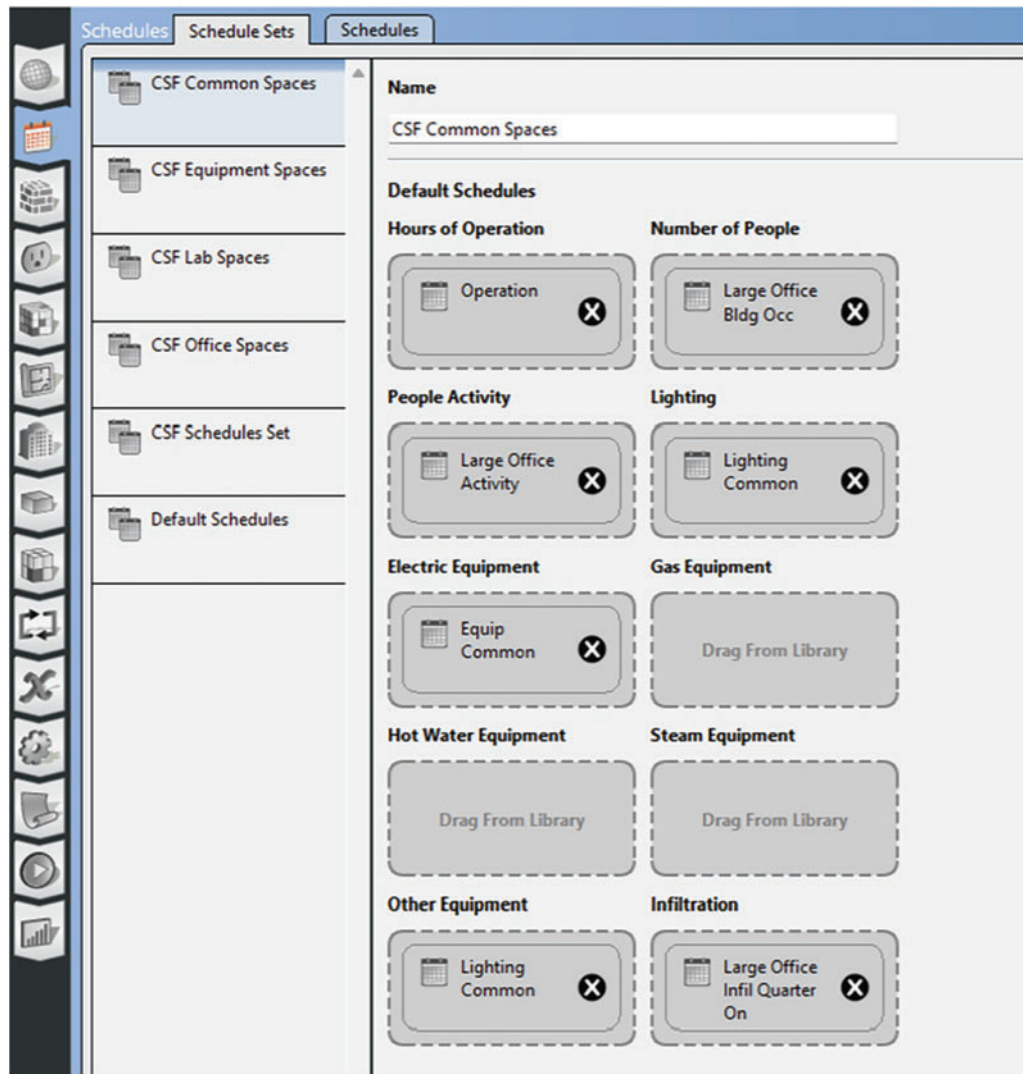 Schedules Schedule Sets Schedules
CSF Common Spaces
CSF Equipment Spaces
CSF Lab Spaces
CSF Office Spaces
CSF Schedules Set
Default Schedules
Name
CSF Common Spaces
Default Schedules
Hours of Operation Number of People
Operation
Large Office
Bldg Occ
People Activity Lighting
Large Office
Activity
Lighting
Common
Electric Equipment Gas Equipment
Equip
Common
Drag From Library
Hot Water Equipment Steam Equipment
Drag From Library Drag From Library
Other Equipment Infiltration
Lighting
Common
Large Office
Infil Quarter
On